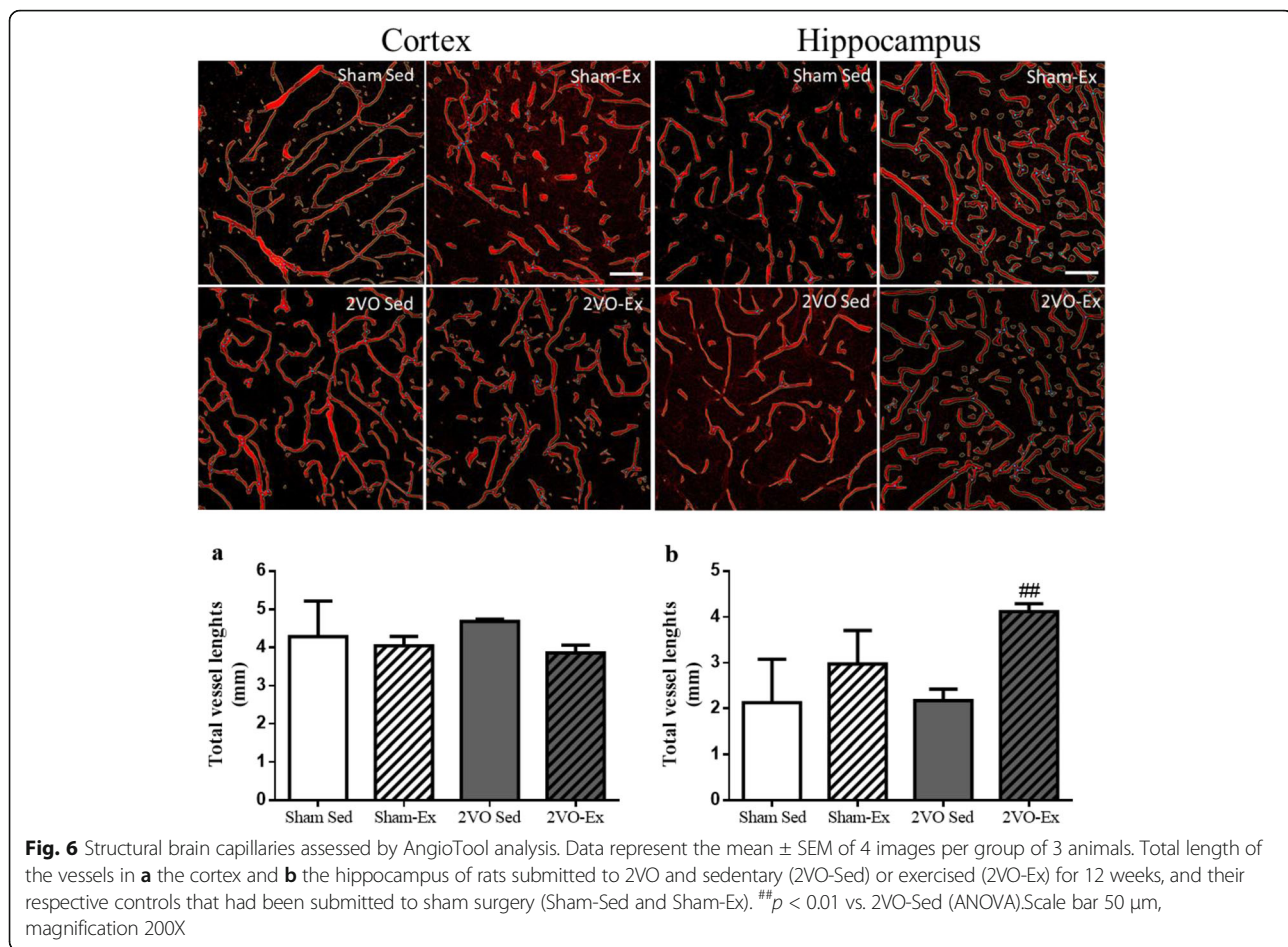 Cortex Hippocampus
Sham Sed Sham-Ex Sham Sed Sham-Ex
2VO Sed 2VO-Ex 2VO Sed 2VO-Ex
a
Total vessel lenghts
(mm)
6
5
4
3
2
1
0
Sham Sed Sham-Ex 2VO Sed 2VO-Ex
b
Total vessel lenghts
(mm)
5
4
3
2
1
0
##
Sham Sed Sham-Ex 2VO Sed 2VO-Ex
Fig. 6 Structural brain capillaries assessed by AngioTool analysis. Data represent the mean ± SEM of 4 images per group of 3 animals. Total length of
the vessels in a the cortex and b the hippocampus of rats submitted to 2VO and sedentary (2VO-Sed) or exercised (2VO-Ex) for 12 weeks, and their
respective controls that had been submitted to sham surgery (Sham-Sed and Sham-Ex). ##p < 0.01 vs. 2VO-Sed (ANOVA).Scale bar 50 μm,
magnification 200X